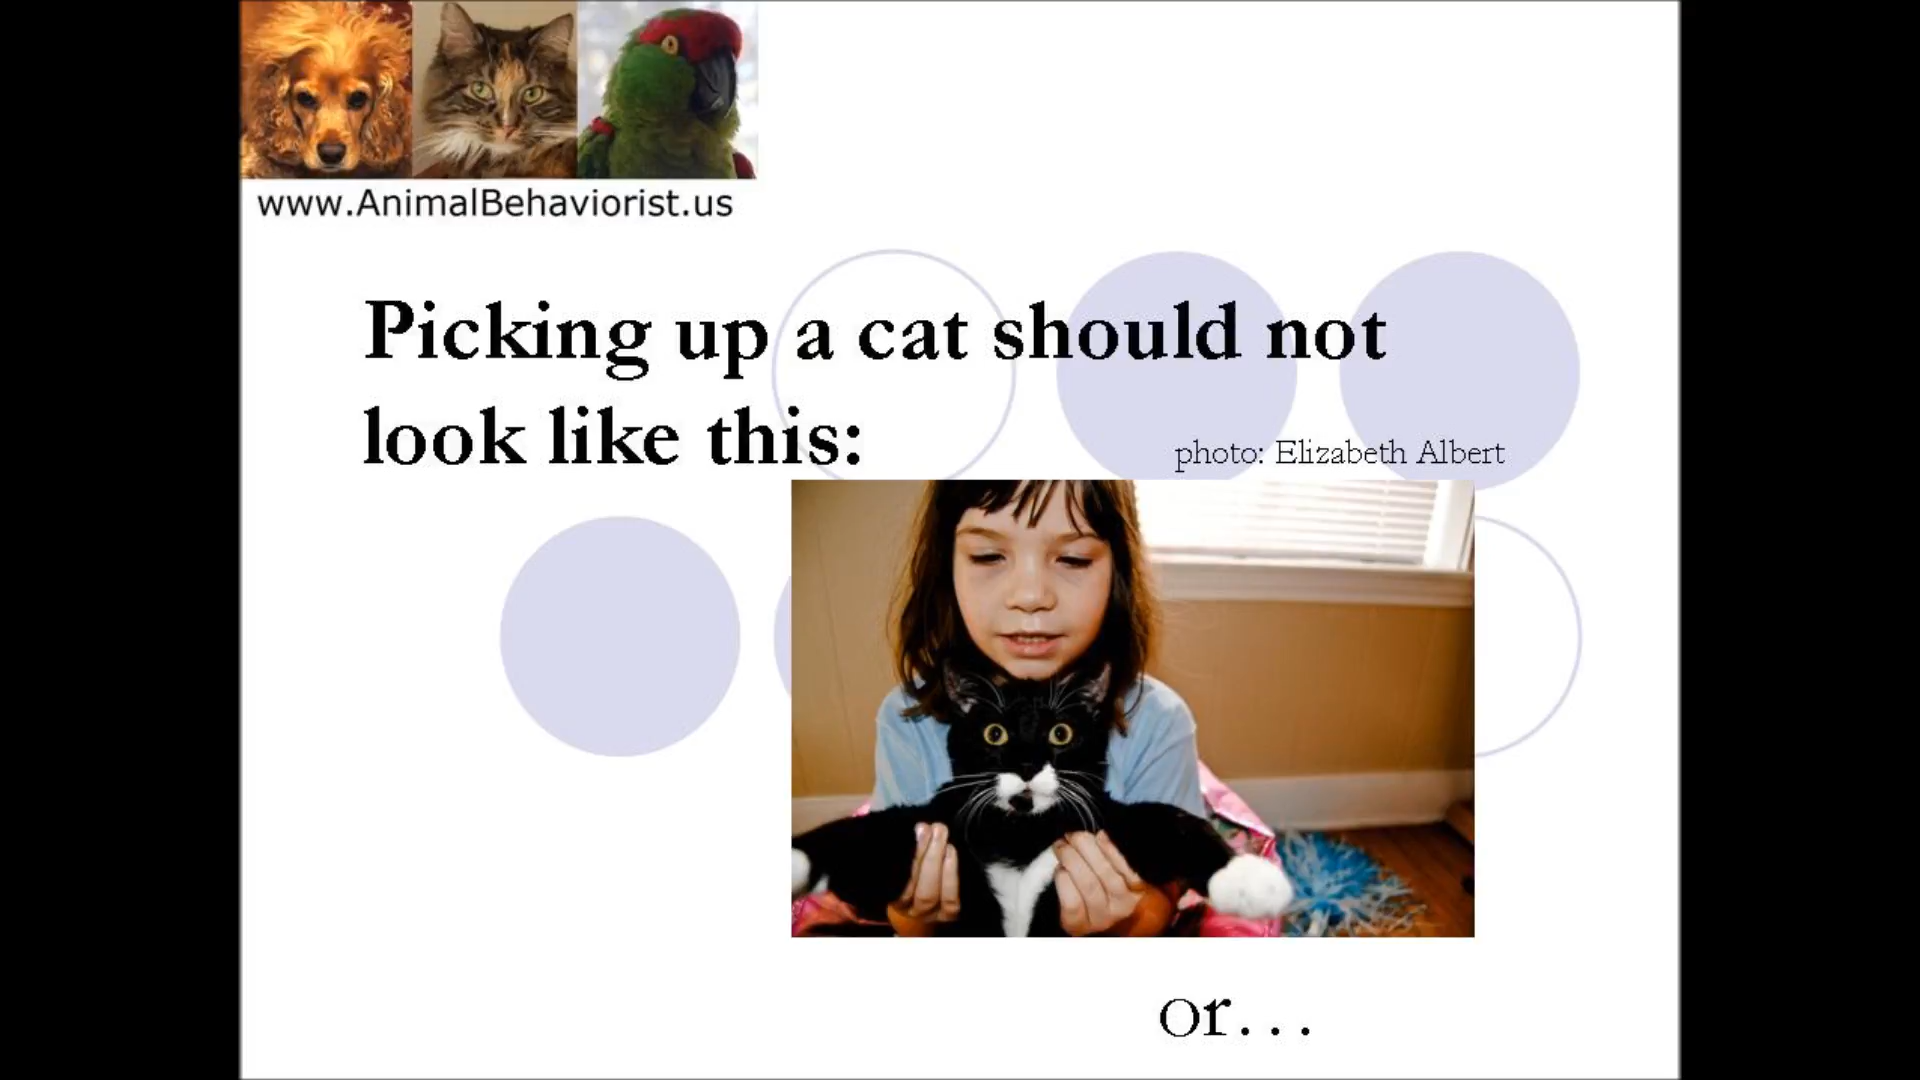 www.AnimalBehaviorist.us
Picking up a cat should not
look like this:
photo: Elizabeth Albert
or...